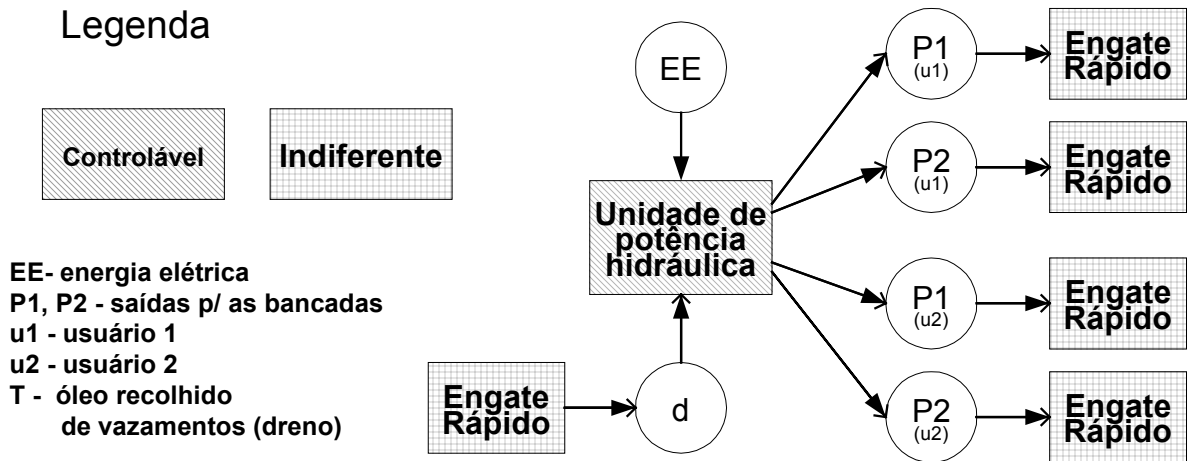 Legenda
Controlável
Indiferente
EE- energia elétrica
P1, P2 - saídas p/ as bancadas
u1 - usuário 1
u2 - usuário 2
T - óleo recolhido
de vazamentos (dreno)
EE
Unidade de
potência
hidráulica
Engate
Rápido
d
P1
(u1)
Engate
Rápido
P2
(u1)
Engate
Rápido
P1
(u2)
Engate
Rápido
P2
(u2)
Engate
Rápido